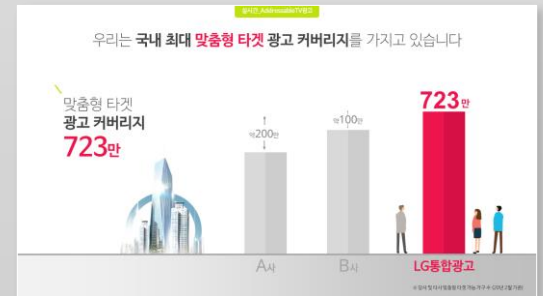 실시간_AddressableTV광고
우리는 국내 최대 맞춤형 타겟 광고 커버리지를 가지고 있습니다
맞춤형 타겟
광고 커버리지
723만
약200만
약100만
723만
A사
B사
LG통합광고